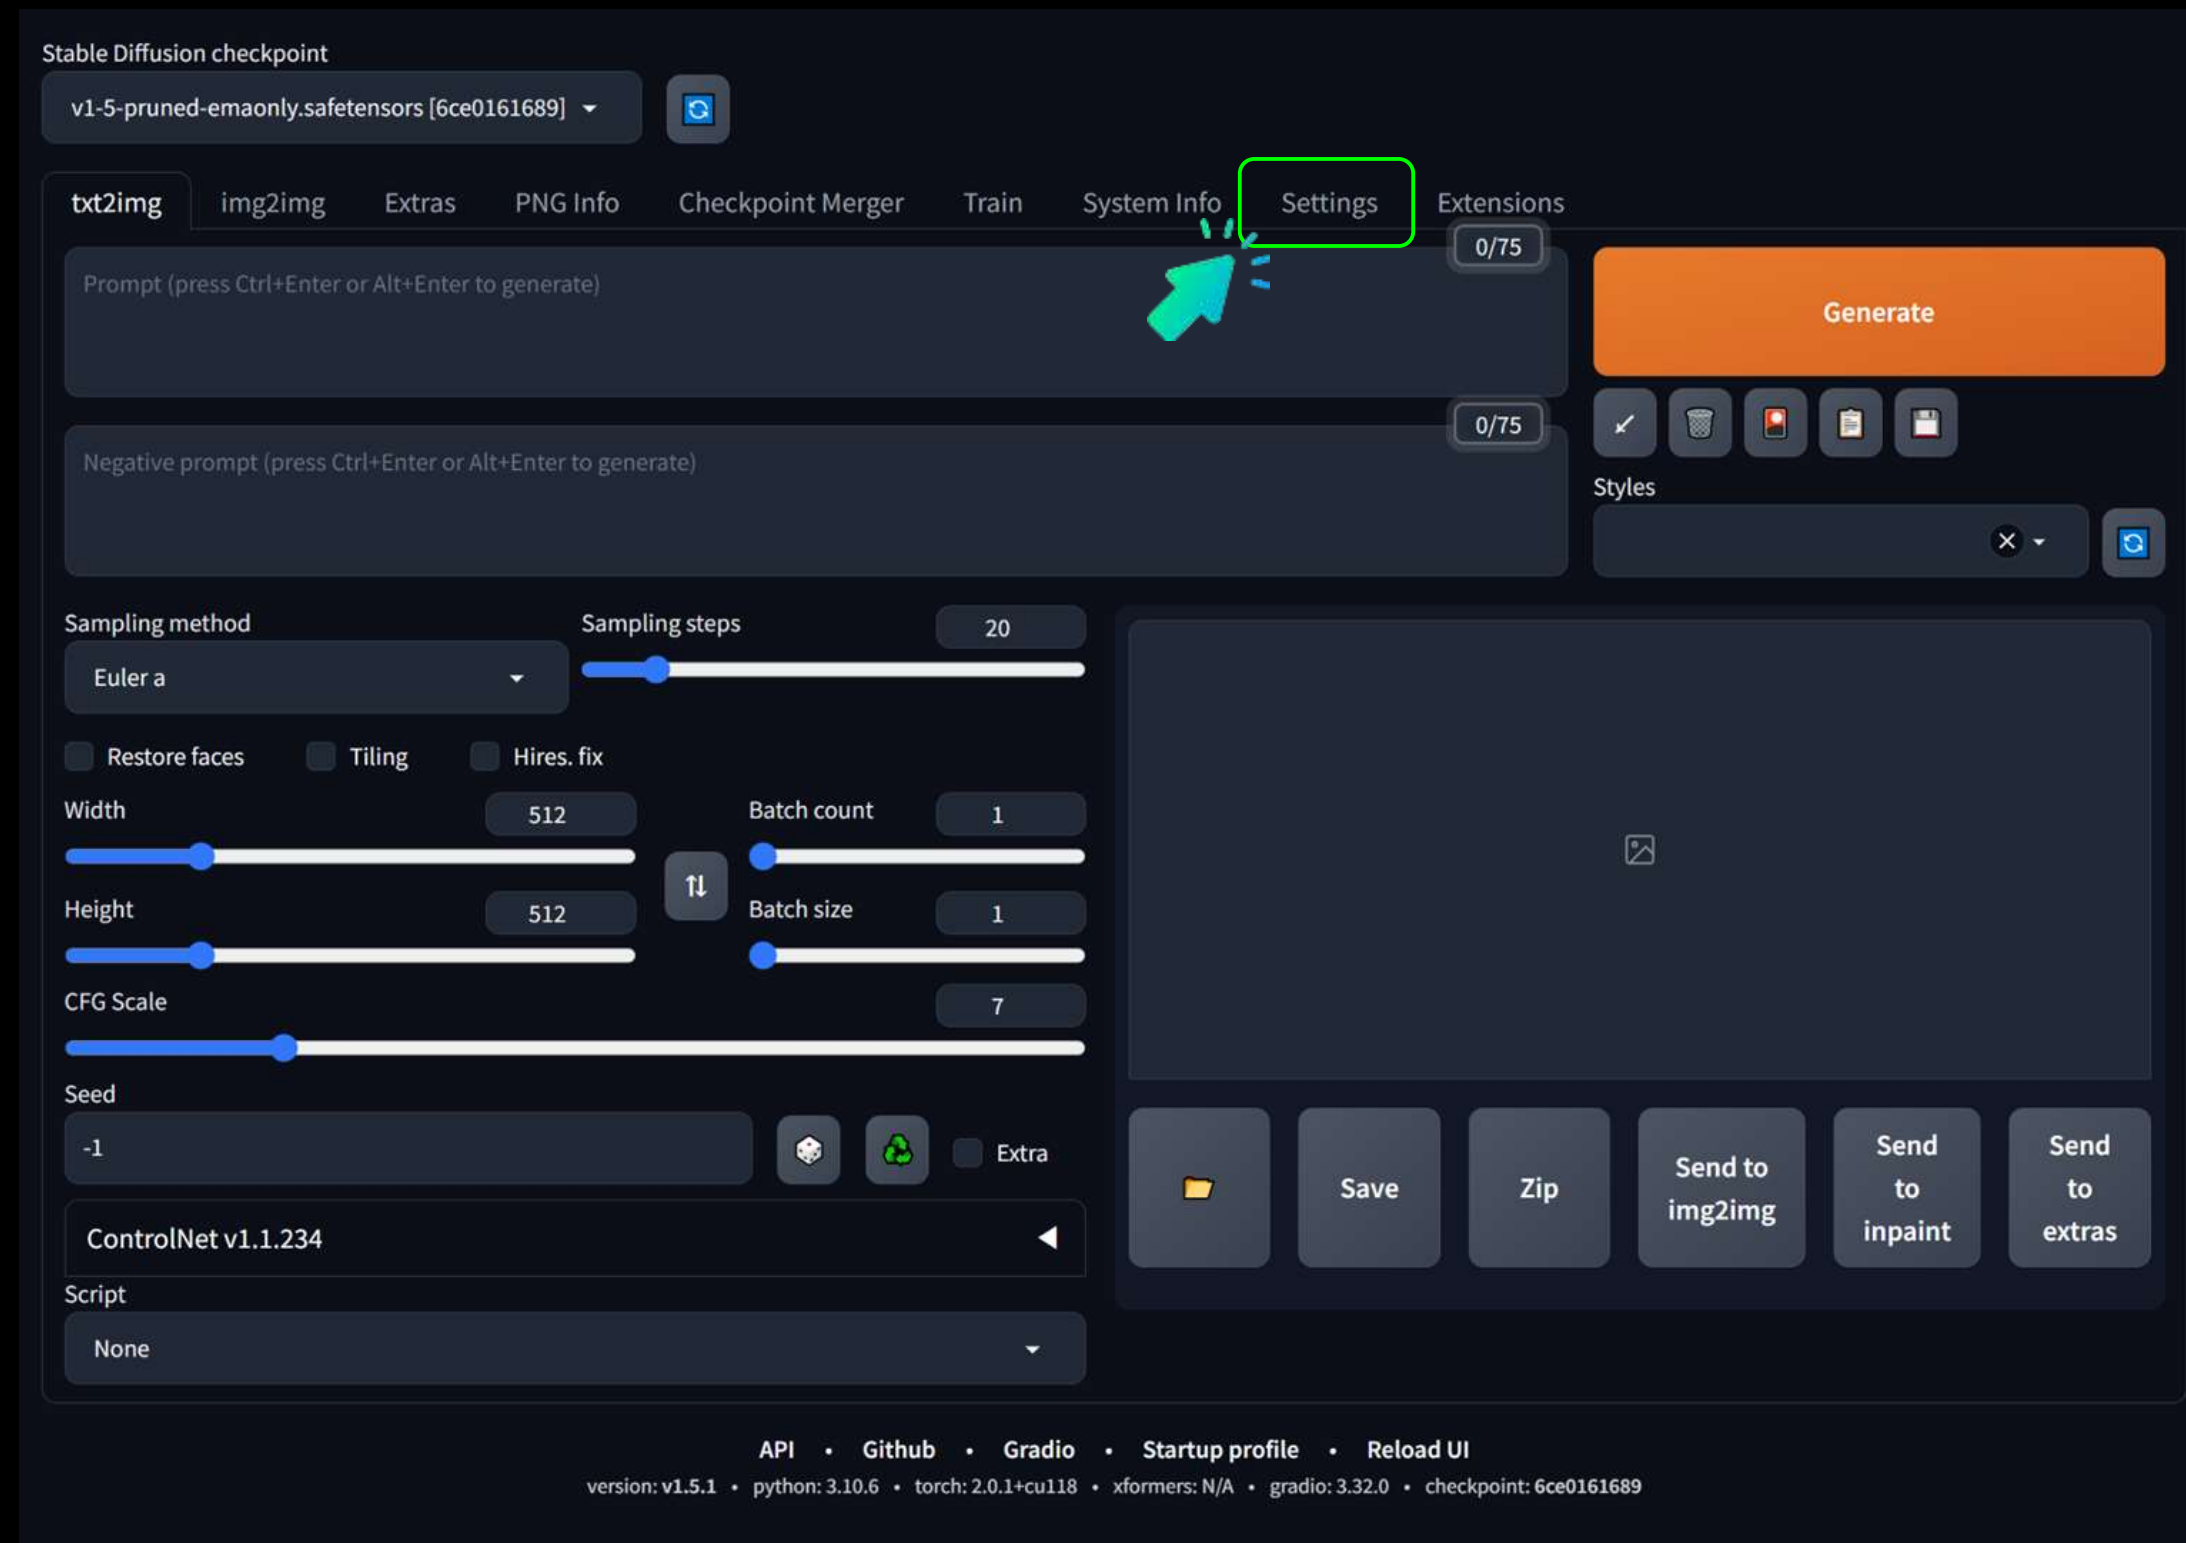 Stable Diffusion checkpoint
v1-5-pruned-emaonly.safetensors [6ce0161689]
txt2img img2img Extras PNG Info Checkpoint Merger Train System Info Settings Extensions
0/75
Prompt (press Ctrl+Enter or Alt+Enter to generate)
Generate
0/75
Negative prompt (press Ctrl+Enter or Alt+Enter to generate)
Styles
Sampling method
Euler a
Sampling steps
20
Restore faces Tiling Hires. fix
Width
512
Batch count
1
Height
512
Batch size
1
CFG Scale
7
Seed
-1
Extra
ControlNet v1.1.234
Script
None
Save
Zip
Send to
img2img
Send
to
inpaint
Send
to
extras
API • Github • Gradio • Startup profile • Reload UI
version: v1.5.1 • python: 3.10.6 • torch: 2.0.1+cu118 • xformers: N/A • gradio: 3.32.0 • checkpoint: 6ce0161689